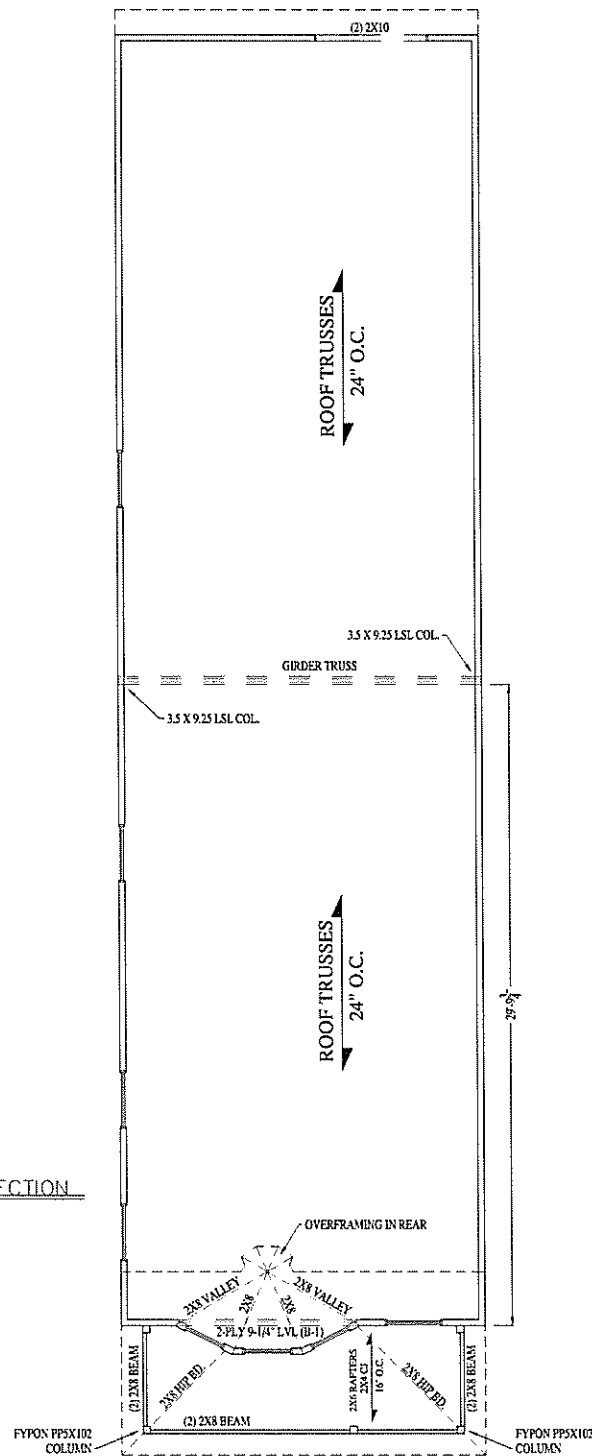 (2) 2X10
ROOF TRUSSES
24" O.C.
3.5 X 9.25 LSL COL.
GIRDER TRUSS
3.5 X 9.25 LSL COL.
ROOF TRUSSES
24" O.C.
29'-9 3/4"
ECTION
OVERFRAMING IN REAR
2X8 VALLEY
2X8
2X8
2X8 VALLEY
2-PLY 9-1/4" LVL (B-1)
(2) 2X8 BEAM
2X8 HIP BD.
2X6 RAFTERS
2X4 CJ
16" O.C.
2X8 HIP BD.
(2) 2X8 BEAM
(2) 2X8 BEAM
FYPON PP5X102
COLUMN
FYPON PP5X102
COLUMN